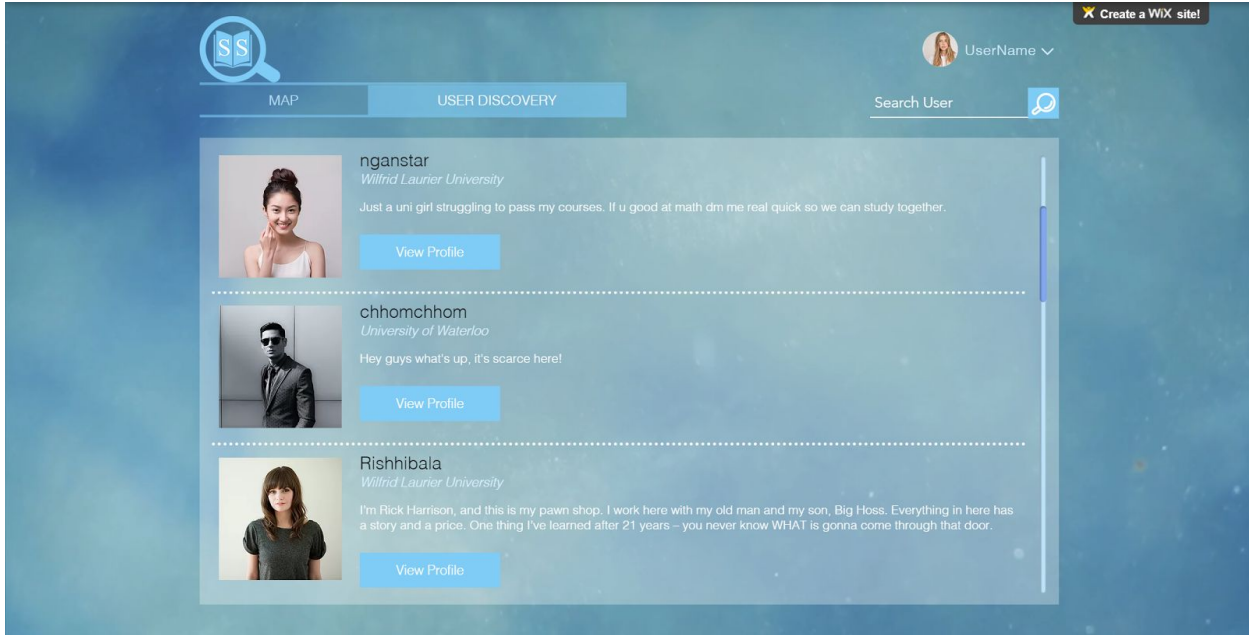 Create a WiX site!
SS
UserName
MAP
USER DISCOVERY
Search User
nganstar
Wilfrid Laurier University
Just a uni girl struggling to pass my courses. If u good at math dm me real quick so we can study together.
View Profile
chhomchhom
University of Waterloo
Hey guys what's up, it's scarce here!
View Profile
Rishhibala
Wilfrid Laurier University
I'm Rick Harrison, and this is my pawn shop. I work here with my old man and my son, Big Hoss. Everything in here has
a story and a price. One thing I've learned after 21 years – you never know WHAT is gonna come through that door.
View Profile